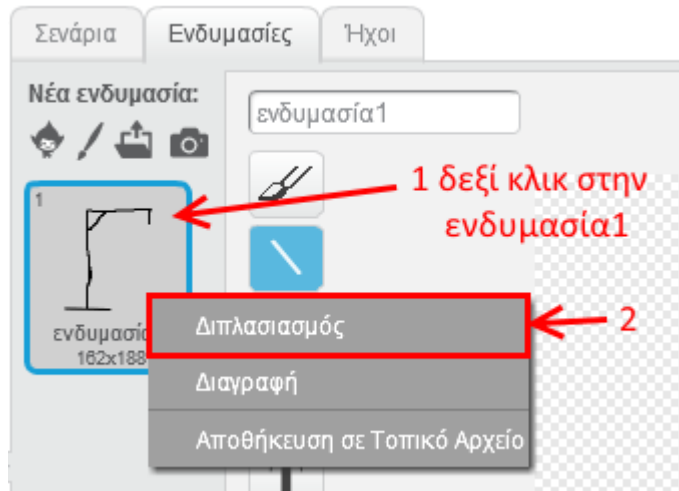 Σενάρια Ενδυμασίες Ήχοι
Νέα ενδυμασία:
ενδυμασία1
1 δεξί κλικ στην
ενδυμασία1
1
Διπλασιασμός
2
162x188
Διαγραφή
Αποθήκευση σε Τοπικό Αρχείο